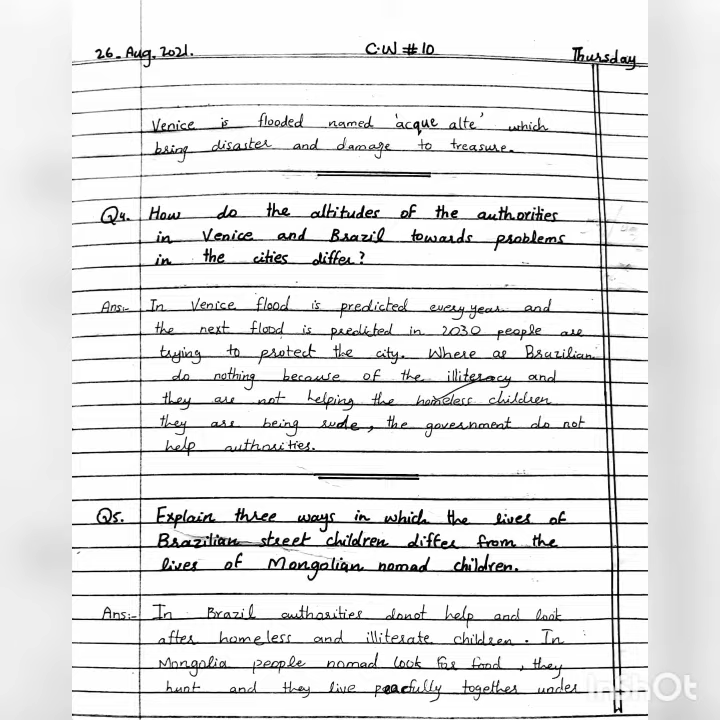 26-Aug.2021. C.W #10 Thursday
Venice is flooded named 'acque alte' which
bring disaster and damage to treasure.
Q4. How do the altitudes of the authorities
in Venice and Brazil towards problems
in the cities differ?
Ans:- In Venice flood is predicted every year and
the next flood is predicted in 2030 people are
trying to protect the city. Where as Brazilian
do nothing because of the illiteracy and
they are not helping the homeless children
they are being rude, the government do not
help authorities.
Q5. Explain three ways in which the lives of
Brazilian street children differ from the
lives of Mongolian nomad children.
Ans:- In Brazil authorities donot help and look
after homeless and illiterate children. In
Mongolia people nomad look for food, they
hunt and they live peacefully together under
InShOt